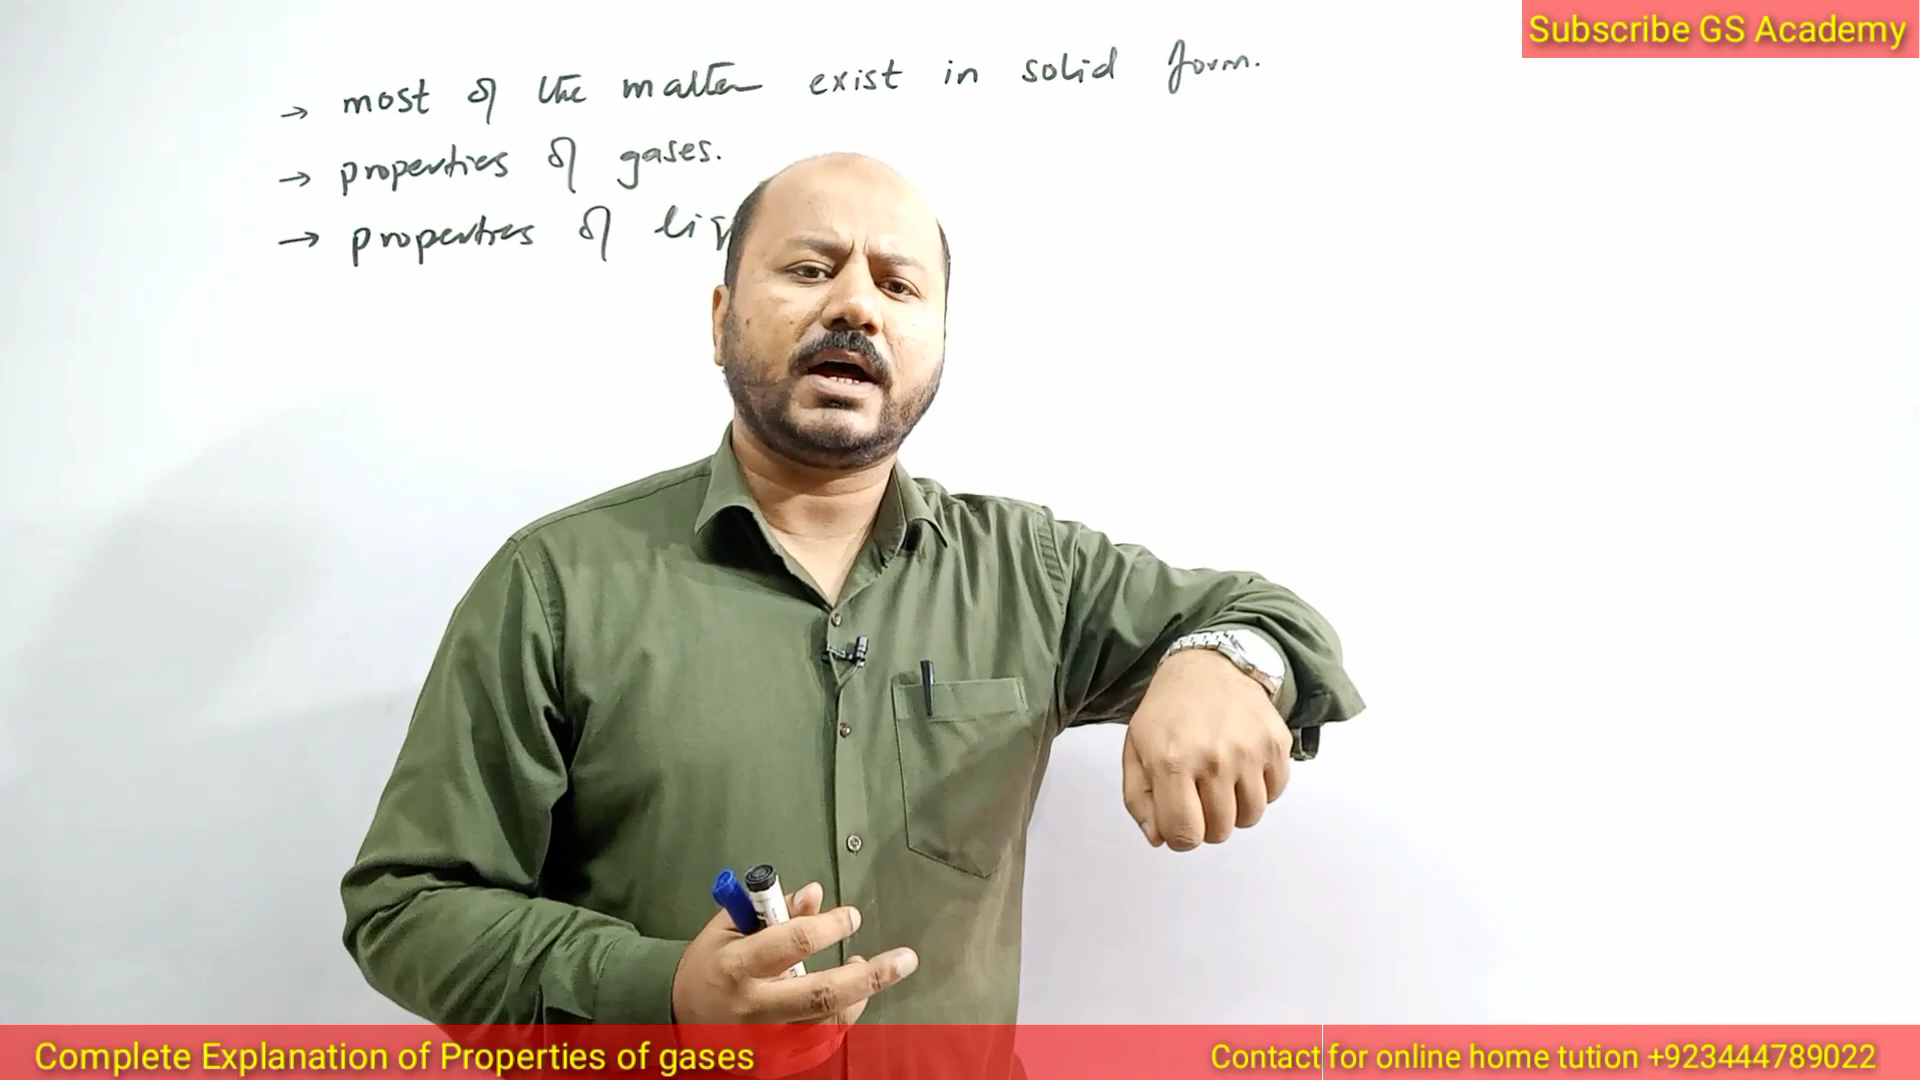 Subscribe GS Academy
→ most of the matter exist in solid form.
→ properties of gases.
→ properties of liq
Complete Explanation of Properties of gases
Contact for online home tution +923444789022